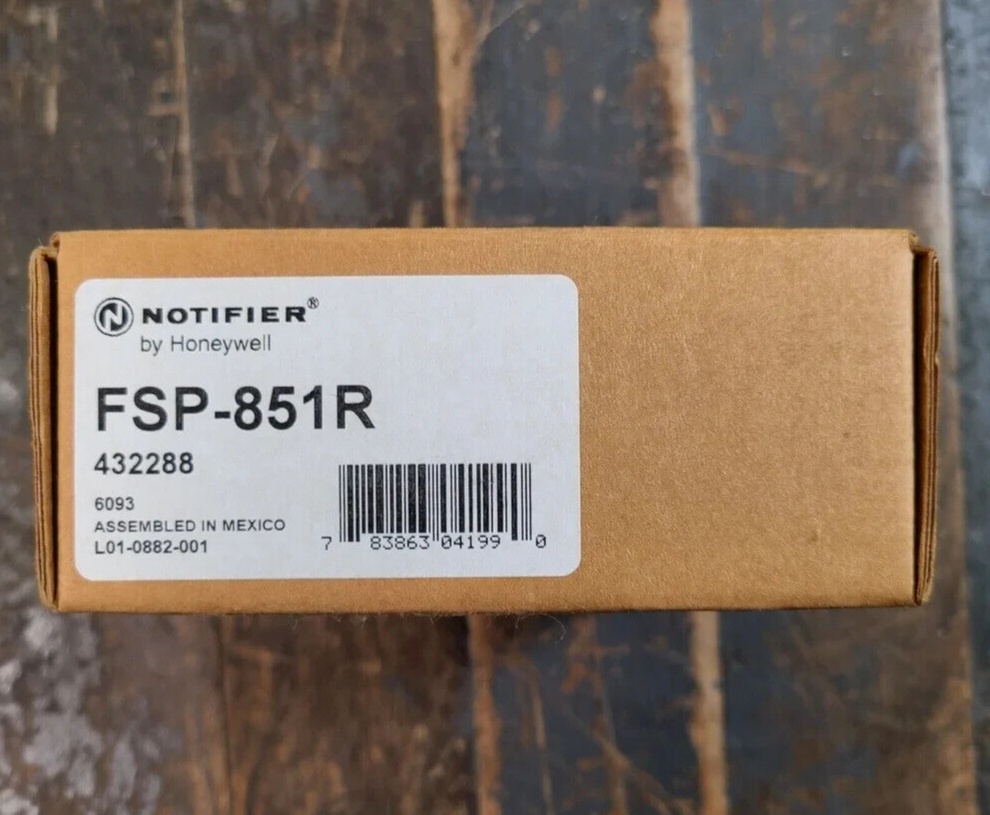 NOTIFIER®
by Honeywell
FSP-851R
432288
6093
ASSEMBLED IN MEXICO
L01-0882-001
7 83863 04199 0